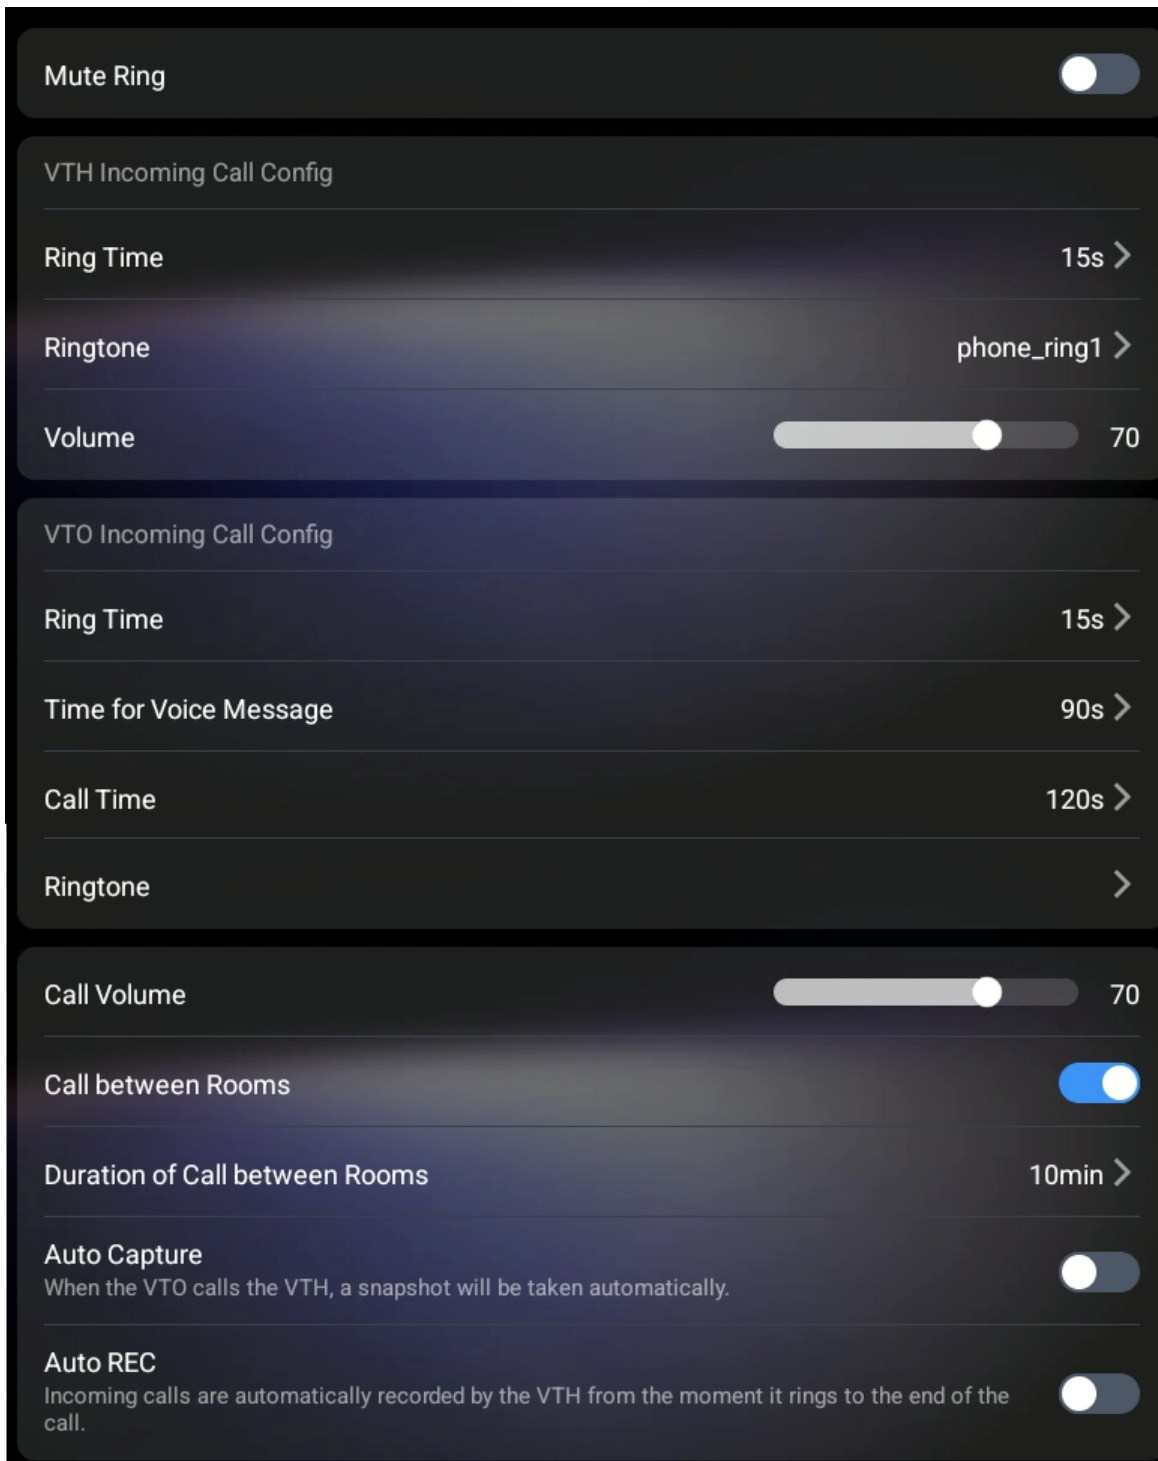 Mute Ring
VTH Incoming Call Config
Ring Time 15s
Ringtone phone_ring1
Volume 70
VTO Incoming Call Config
Ring Time 15s
Time for Voice Message 90s
Call Time 120s
Ringtone
Call Volume 70
Call between Rooms
Duration of Call between Rooms 10min
Auto Capture
When the VTO calls the VTH, a snapshot will be taken automatically.
Auto REC
Incoming calls are automatically recorded by the VTH from the moment it rings to the end of the
call.